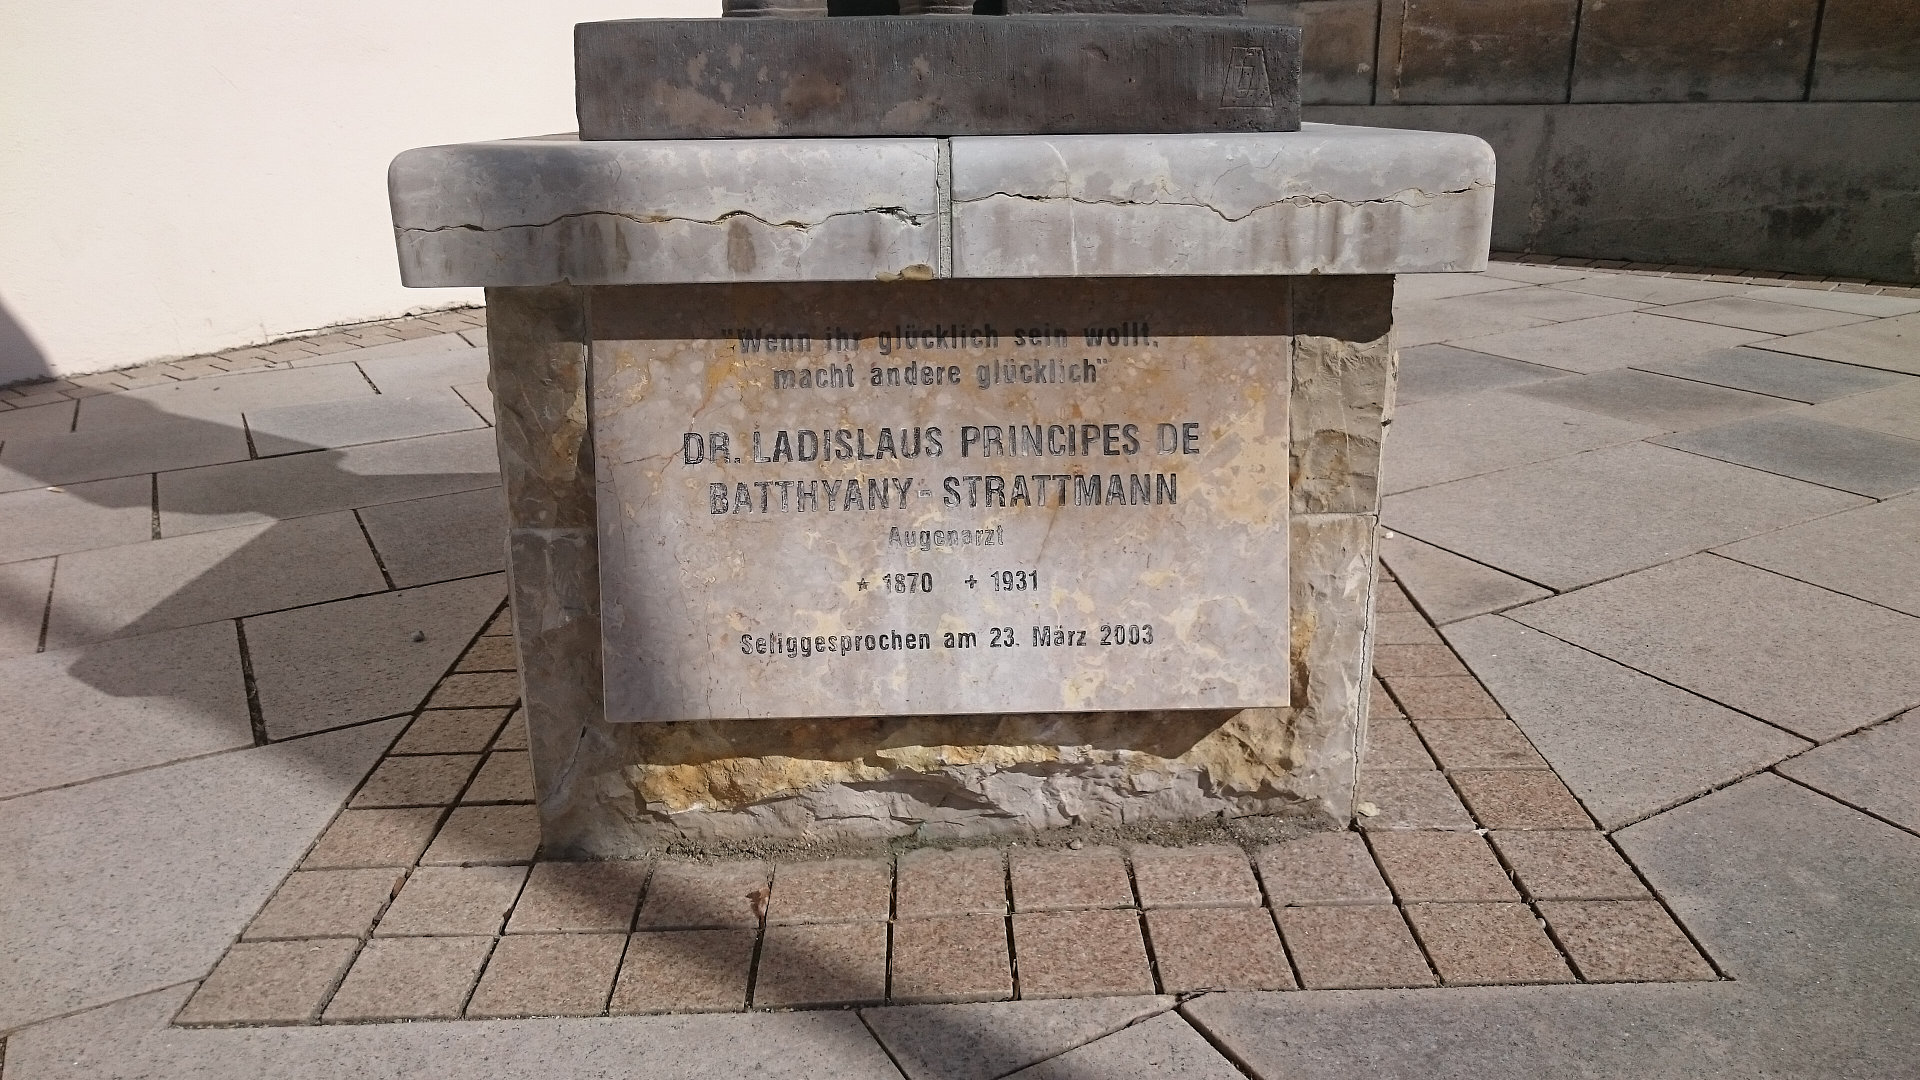 "Wenn ihr glücklich sein wollt,
macht andere glücklich"
DR. LADISLAUS PRINCIPES DE
BATTHYANY-STRATTMANN
Augenarzt
* 1870 + 1931
Seliggesprochen am 23. März 2003